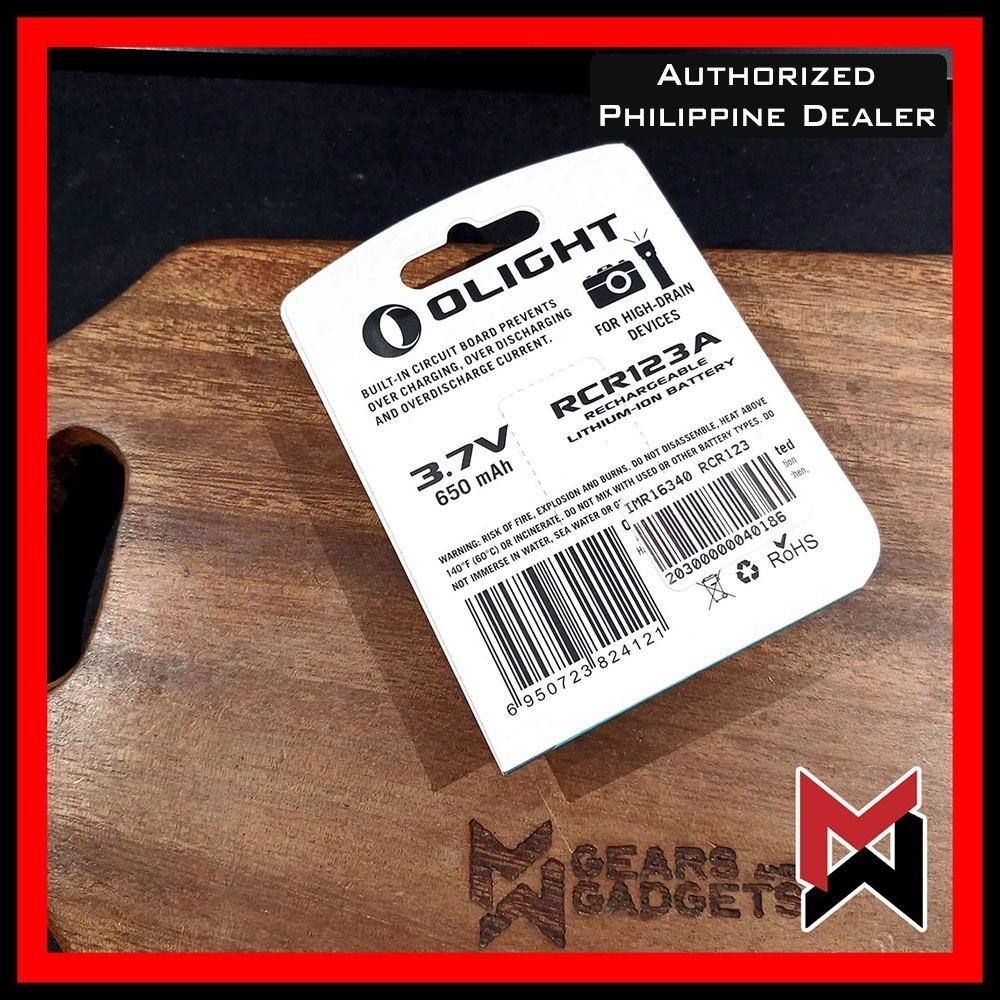 AUTHORIZED
PHILIPPINE DEALER
OLIGHT
BUILT-IN CIRCUIT BOARD PREVENTS
OVER CHARGING, OVER DISCHARGING
AND OVERDISCHARGE CURRENT.
FOR HIGH-DRAIN
DEVICES
3.7V
650 mAh
RCR123A
RECHARGEABLE
LITHIUM-ION BATTERY
WARNING: RISK OF FIRE, EXPLOSION AND BURNS. DO NOT DISASSEMBLE, HEAT ABOVE
140°F (60°C) OR INCINERATE. DO NOT MIX WITH USED OR OTHER BATTERY TYPES. DO
NOT IMMERSE IN WATER, SEA WATER OR
ted
IMR16340 RCR123
20300000040186
RoHS
6 950723 824121
GEARS AND
GADGETS